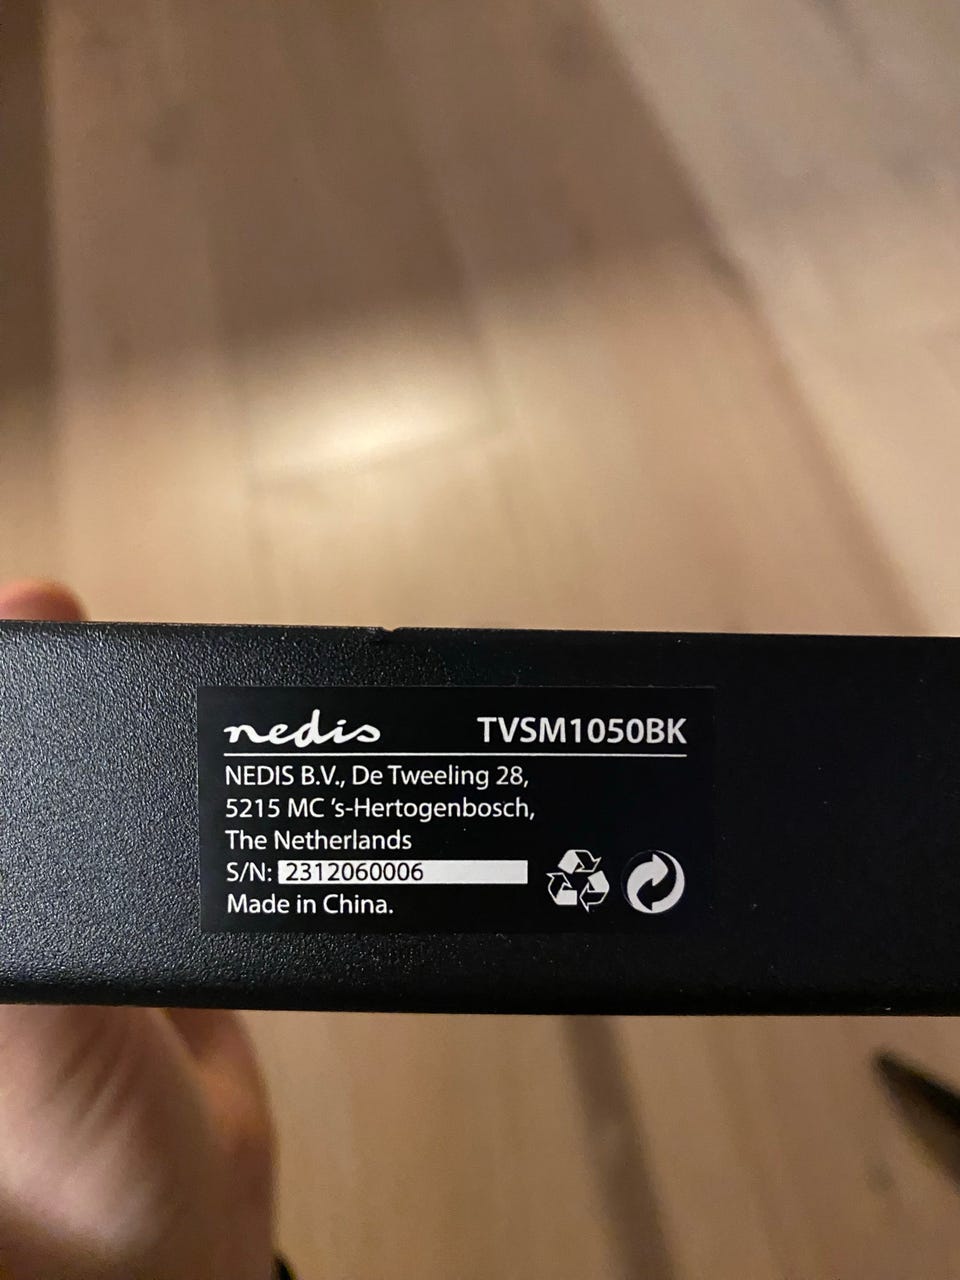 nedis TVSM1050BK
NEDIS B.V., De Tweeling 28,
5215 MC 's-Hertogenbosch,
The Netherlands
S/N: 2312060006
Made in China.